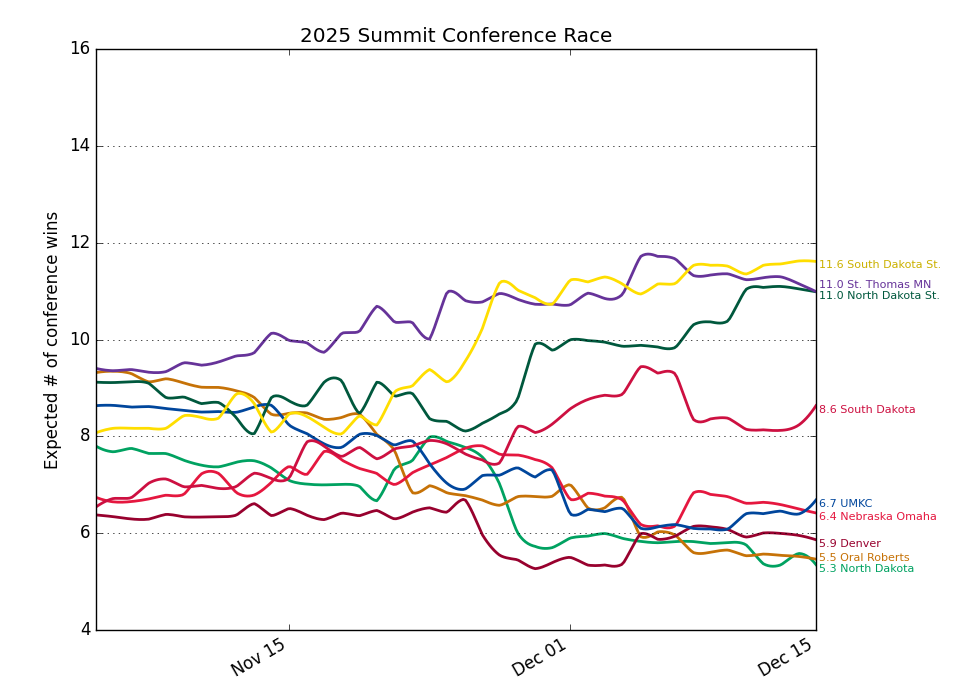 2025 Summit Conference Race
Expected # of conference wins
16
14
12
10
8
6
4
Nov 15
Dec 01
Dec 15
11.6 South Dakota St.
11.0 St. Thomas MN
11.0 North Dakota St.
8.6 South Dakota
6.7 UMKC
6.4 Nebraska Omaha
5.9 Denver
5.5 Oral Roberts
5.3 North Dakota